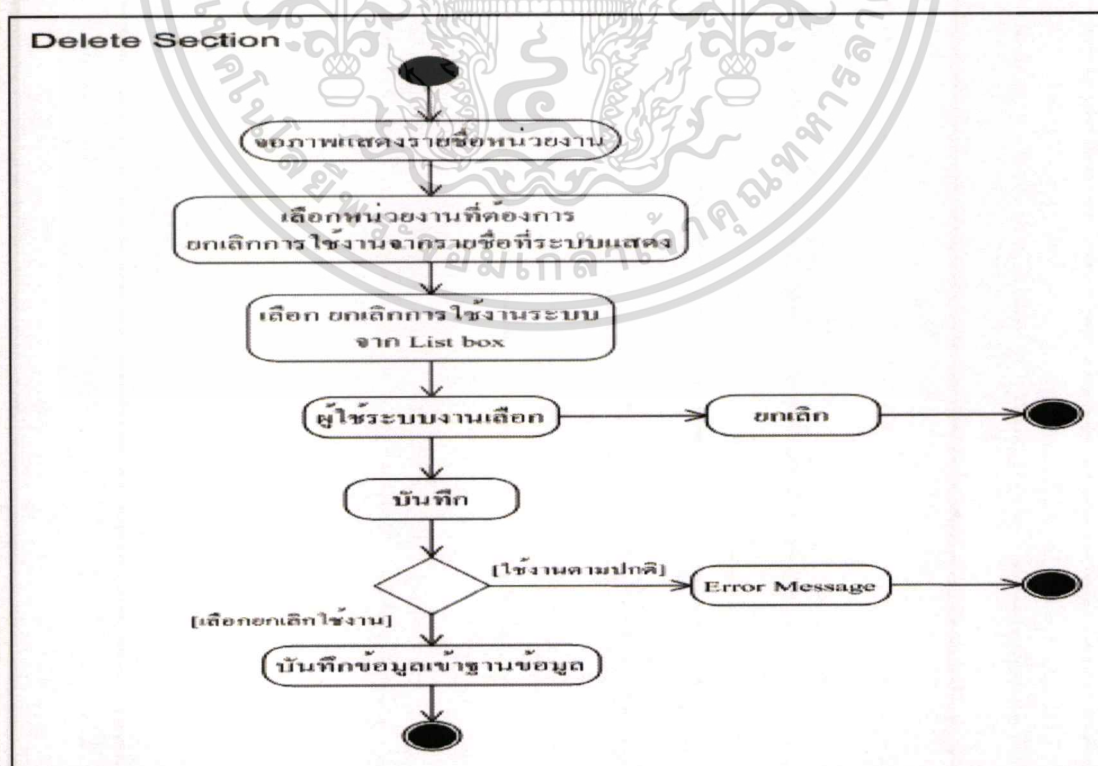 Delete Section
จอภาพแสดงรายชื่อหน่วยงาน
เลือกหน่วยงานที่ต้องการ
ยกเลิกการใช้งานจากรายชื่อที่ระบบแสดง
เลือก ยกเลิกการใช้งานระบบ
จาก List box
ผู้ใช้ระบบงานเลือก
ยกเลิก
บันทึก
[ใช้งานตามปกติ]
Error Message
[เลือกยกเลิกใช้งาน]
บันทึกข้อมูลเข้าฐานข้อมูล